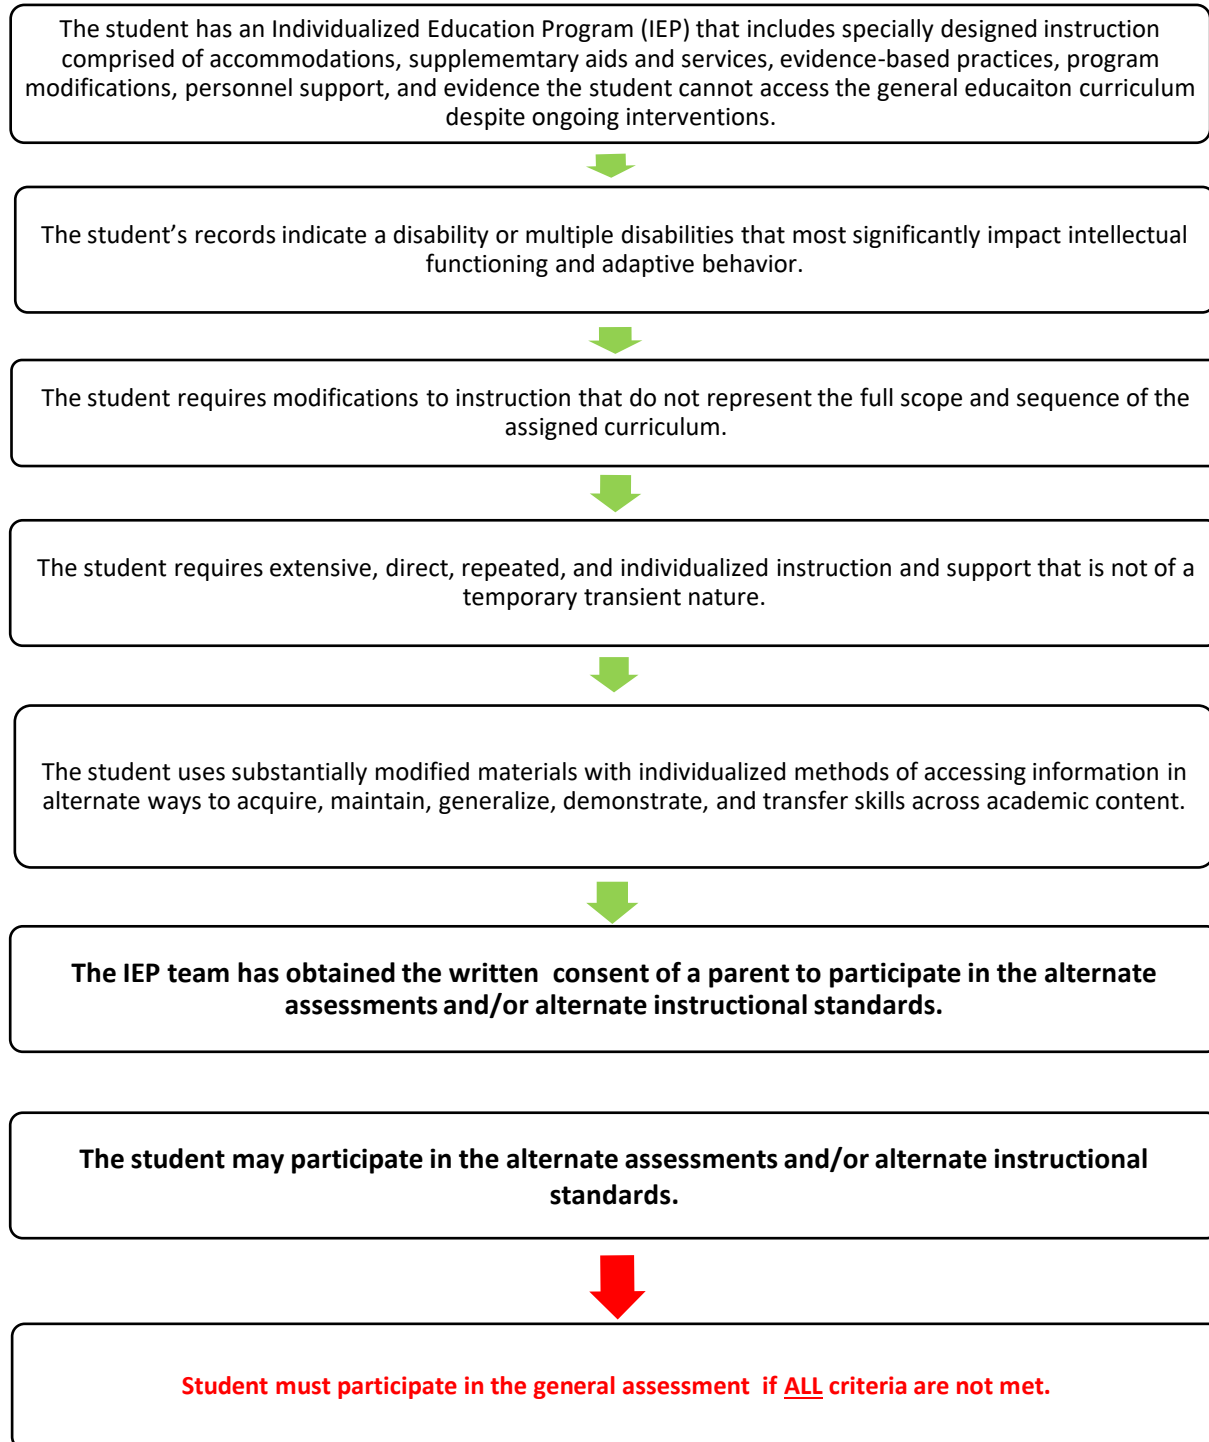 The student has an Individualized Education Program (IEP) that includes specially designed instruction
comprised of accommodations, supplememtary aids and services, evidence-based practices, program
modifications, personnel support, and evidence the student cannot access the general educaiton curriculum
despite ongoing interventions.
The student’s records indicate a disability or multiple disabilities that most significantly impact intellectual
functioning and adaptive behavior.
The student requires modifications to instruction that do not represent the full scope and sequence of the
assigned curriculum.
The student requires extensive, direct, repeated, and individualized instruction and support that is not of a
temporary transient nature.
The student uses substantially modified materials with individualized methods of accessing information in
alternate ways to acquire, maintain, generalize, demonstrate, and transfer skills across academic content.
The IEP team has obtained the written consent of a parent to participate in the alternate
assessments and/or alternate instructional standards.
The student may participate in the alternate assessments and/or alternate instructional
standards.
Student must participate in the general assessment if ALL criteria are not met.